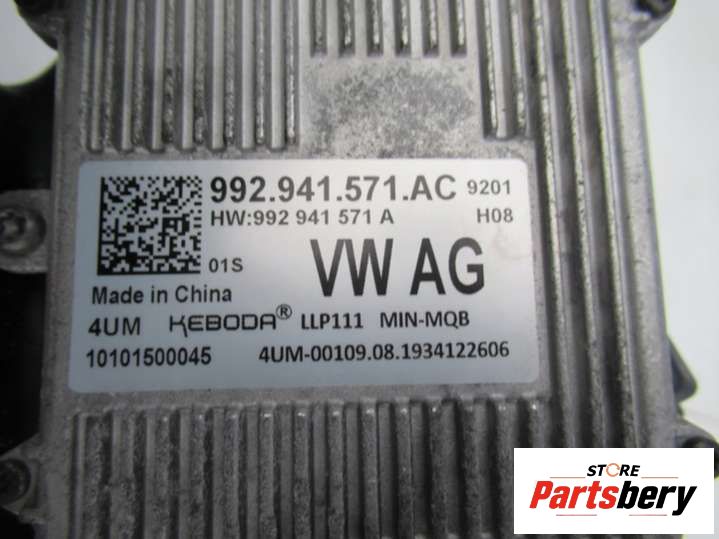 992.941.571.AC 9201
HW:992 941 571 A H08
01S VW AG
Made in China
4UM KEBODA® LLP111 MIN-MQB
10101500045 4UM-00109.08.1934122606
STORE
Partsbery